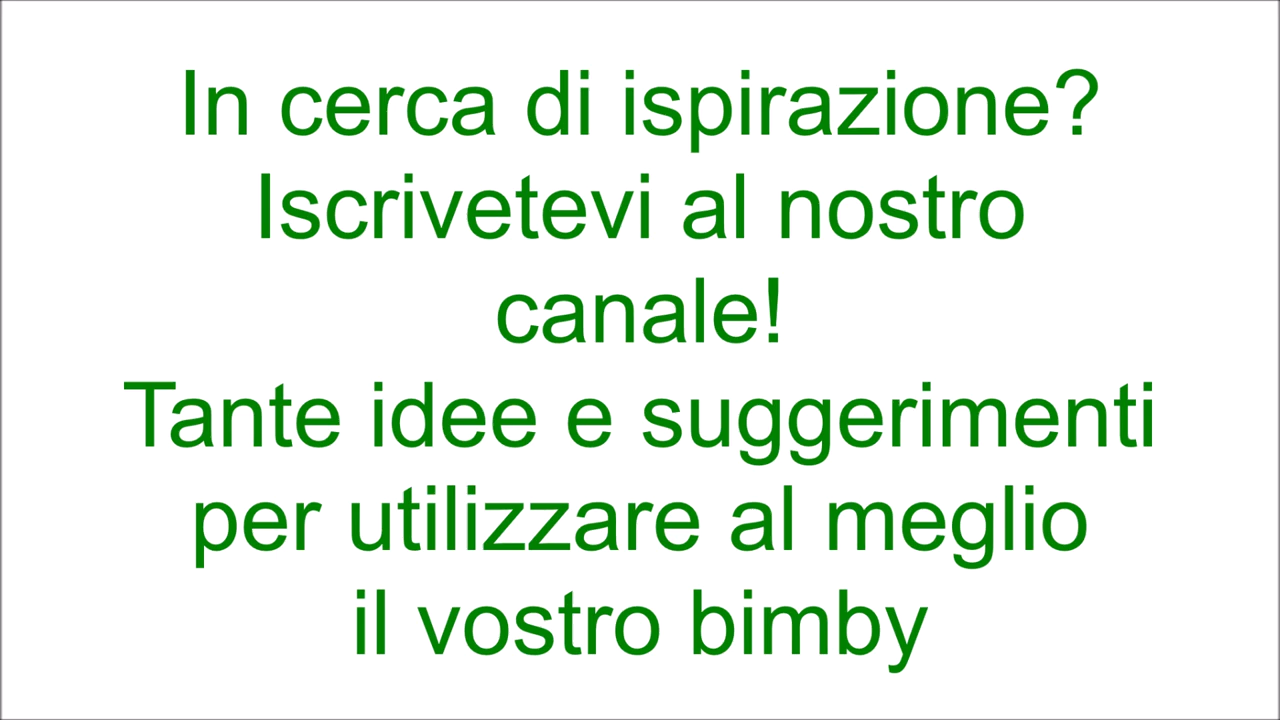 In cerca di ispirazione?
Iscrivetevi al nostro
canale!
Tante idee e suggerimenti
per utilizzare al meglio
il vostro bimby